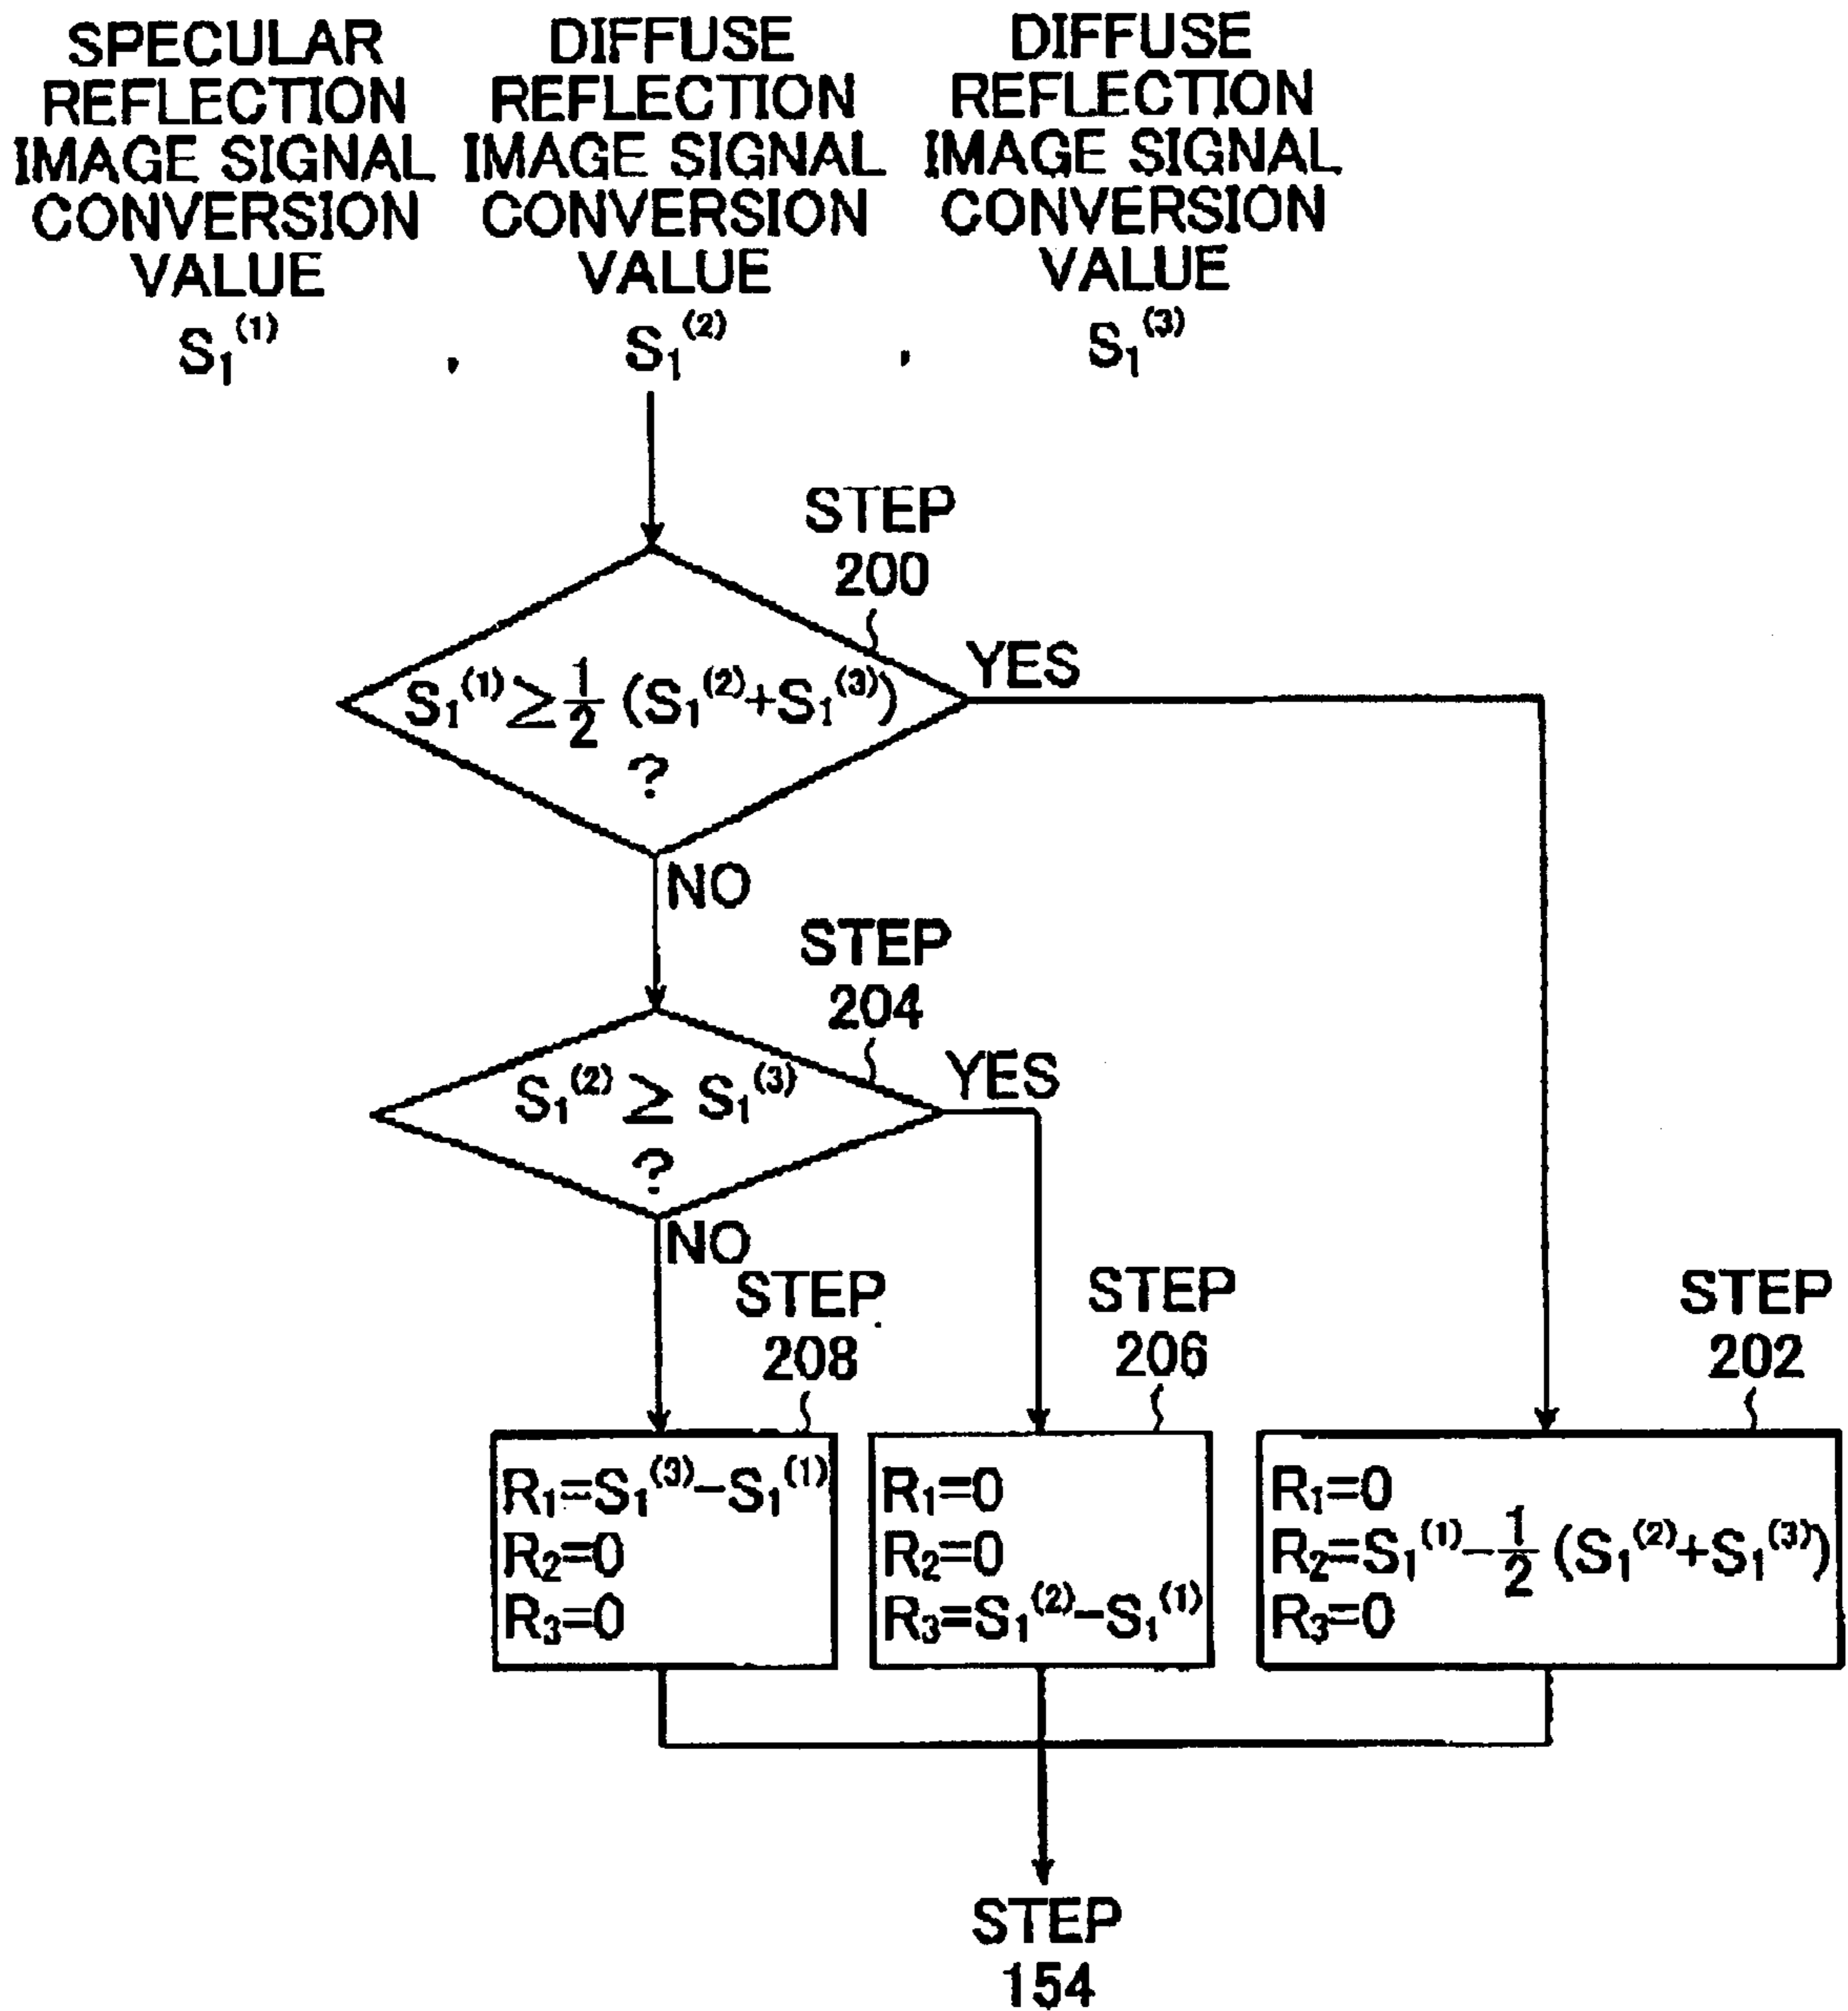 SPECULAR
REFLECTION
IMAGE SIGNAL
CONVERSION
VALUE
S₁⁽¹⁾ ,
DIFFUSE
REFLECTION
IMAGE SIGNAL
CONVERSION
VALUE
S₁⁽²⁾ ,
DIFFUSE
REFLECTION
IMAGE SIGNAL
CONVERSION
VALUE
S₁⁽³⁾
STEP
200
S₁⁽¹⁾≥1/2(S₁⁽²⁾+S₁⁽³⁾)
?
YES
NO
STEP
204
S₁⁽²⁾≥S₁⁽³⁾
?
YES
NO
STEP
208
R₁=S₁⁽³⁾-S₁⁽¹⁾
R₂=0
R₃=0
STEP
206
R₁=0
R₂=0
R₃=S₁⁽²⁾-S₁⁽¹⁾
STEP
202
R₁=0
R₂=S₁⁽¹⁾-1/2(S₁⁽²⁾+S₁⁽³⁾)
R₃=0
STEP
154